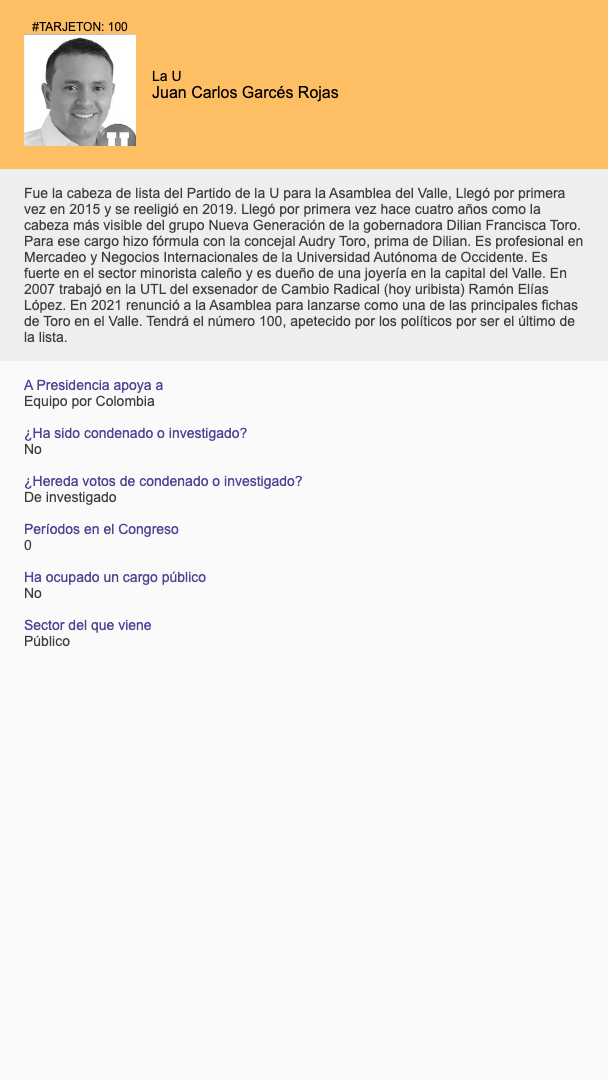 #TARJETON: 100
La U
Juan Carlos Garcés Rojas
U
Fue la cabeza de lista del Partido de la U para la Asamblea del Valle, Llegó por primera
vez en 2015 y se reeligió en 2019. Llegó por primera vez hace cuatro años como la
cabeza más visible del grupo Nueva Generación de la gobernadora Dilian Francisca Toro.
Para ese cargo hizo fórmula con la concejal Audry Toro, prima de Dilian. Es profesional en
Mercadeo y Negocios Internacionales de la Universidad Autónoma de Occidente. Es
fuerte en el sector minorista caleño y es dueño de una joyería en la capital del Valle. En
2007 trabajó en la UTL del exsenador de Cambio Radical (hoy uribista) Ramón Elías
López. En 2021 renunció a la Asamblea para lanzarse como una de las principales fichas
de Toro en el Valle. Tendrá el número 100, apetecido por los políticos por ser el último de
la lista.
A Presidencia apoya a
Equipo por Colombia
¿Ha sido condenado o investigado?
No
¿Hereda votos de condenado o investigado?
De investigado
Períodos en el Congreso
0
Ha ocupado un cargo público
No
Sector del que viene
Público